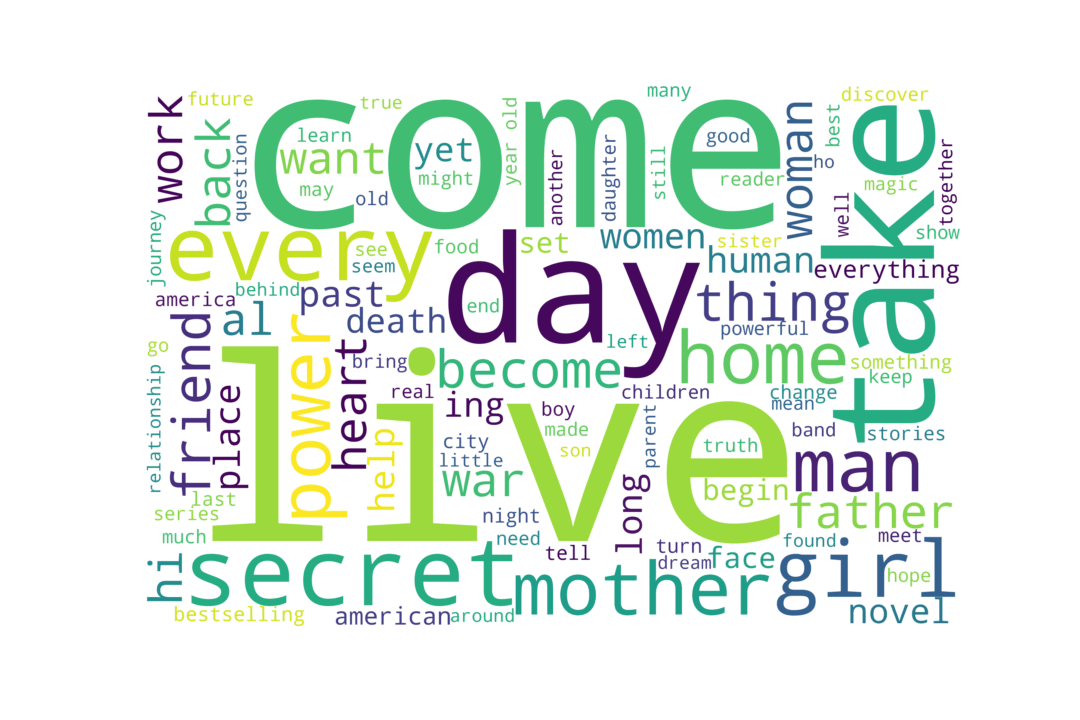 come
live
day
take
secret
every
mother
girl
man
home
thing
father
power
friend
heart
become
want
back
work
woman
women
human
war
yet
past
death
al
ing
hi
place
help
long
face
begin
novel
everything
set
future
true
many
discover
learn
question
may
might
old
year old
another
daughter
still
good
reader
best
ho
magic
well
together
show
sister
journey
see
seem
food
behind
america
end
left
powerful
something
keep
go
bring
real
children
change
mean
boy
made
son
parent
truth
band
stories
relationship
last
series
much
city
little
night
need
tell
turn
dream
found
meet
hope
bestselling
american
around